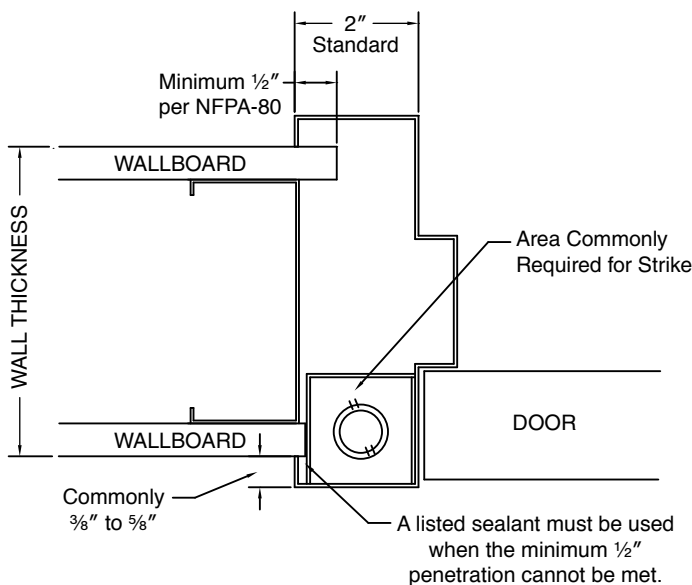 2″
Standard
Minimum ½″
per NFPA-80
WALLBOARD
WALL THICKNESS
Area Commonly
Required for Strike
DOOR
WALLBOARD
Commonly
⅜″ to ⅝″
A listed sealant must be used
when the minimum ½″
penetration cannot be met.